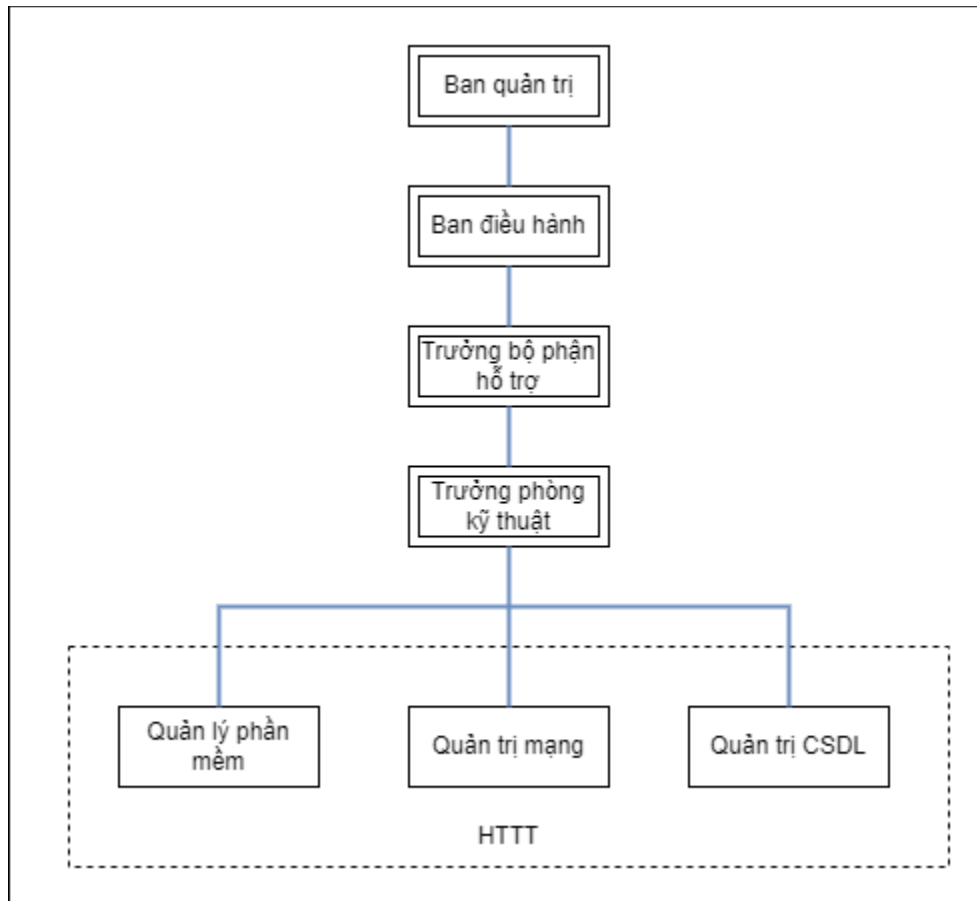 Ban quản trị
Ban điều hành
Trưởng bộ phận
hỗ trợ
Trưởng phòng
kỹ thuật
Quản lý phần
mềm
Quản trị mạng
Quản trị CSDL
HTTT